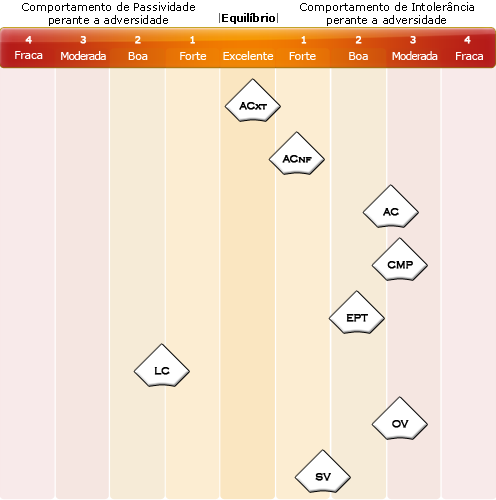 Comportamento de Passividade
perante a adversidade
|Equilíbrio|
Comportamento de Intolerância
perante a adversidade
4 3 2 1 1 2 3 4
Fraca Moderada Boa Forte Excelente Forte Boa Moderada Fraca
ACXT
ACNF
AC
CMP
EPT
LC
OV
SV